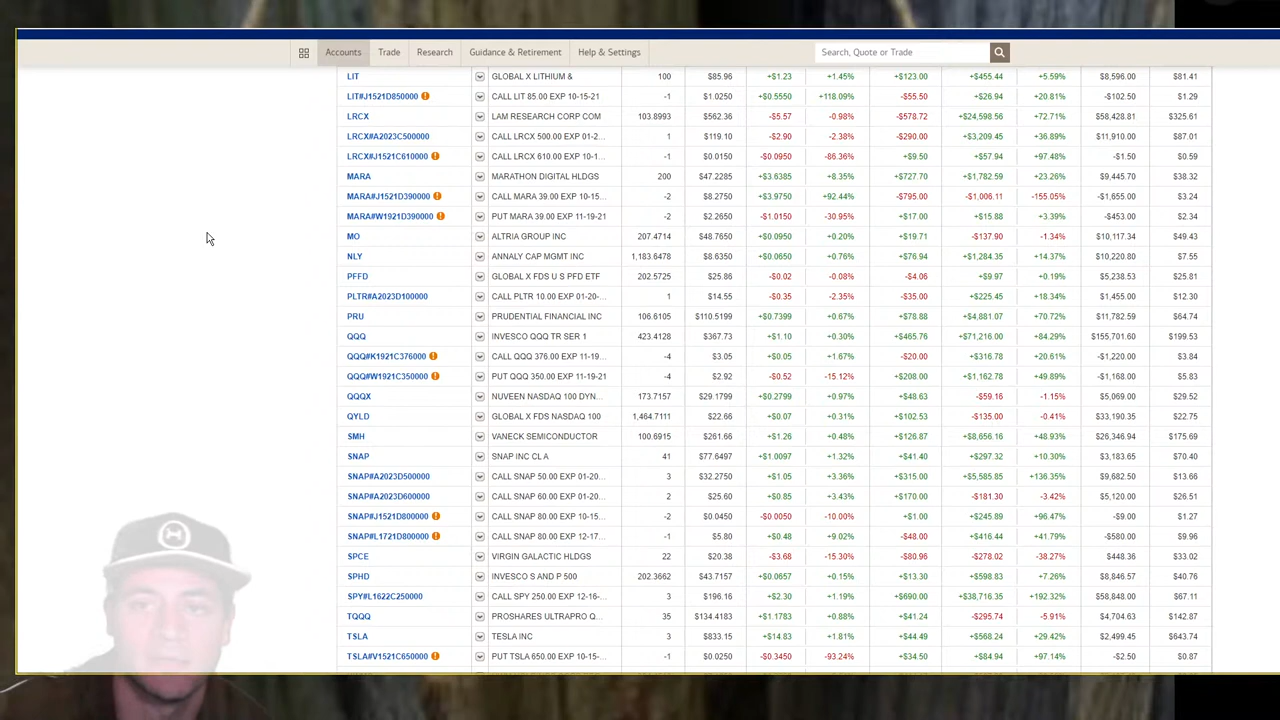 Accounts Trade Research Guidance & Retirement Help & Settings Search, Quote or Trade
LIT GLOBAL X LITHIUM & 100 $85.96 +$1.23 +1.45% +$123.00 +$455.44 +5.59% $8,596.00 $81.41
LIT#J1521D850000 CALL LIT 85.00 EXP 10-15-21 -1 $1.0250 +$0.5550 +118.09% -$55.50 +$26.94 +20.81% -$102.50 $1.29
LRCX LAM RESEARCH CORP COM 103.8993 $562.36 -$5.57 -0.98% -$578.72 +$24,598.56 +72.71% $58,428.81 $325.61
LRCX#A2023C500000 CALL LRCX 500.00 EXP 01-2... 1 $119.10 -$2.90 -2.38% -$290.00 +$3,209.45 +36.89% $11,910.00 $87.01
LRCX#J1521C610000 CALL LRCX 610.00 EXP 10-1... -1 $0.0150 -$0.0950 -86.36% +$9.50 +$57.94 +97.48% -$1.50 $0.59
MARA MARATHON DIGITAL HLDGS 200 $47.2285 +$3.6385 +8.35% +$727.70 +$1,782.59 +23.26% $9,445.70 $38.32
MARA#J1521D390000 CALL MARA 39.00 EXP 10-15... -2 $8.2750 +$3.9750 +92.44% -$795.00 -$1,006.11 -155.05% -$1,655.00 $3.24
MARA#W1921D390000 PUT MARA 39.00 EXP 11-19-21 -2 $2.2650 -$1.0150 -30.95% +$17.00 +$15.88 +3.39% -$453.00 $2.34
MO ALTRIA GROUP INC 207.4714 $48.7650 +$0.0950 +0.20% +$19.71 -$137.90 -1.34% $10,117.34 $49.43
NLY ANNALY CAP MGMT INC 1,183.6478 $8.6350 +$0.0650 +0.76% +$76.94 +$1,284.35 +14.37% $10,220.80 $7.55
PFFD GLOBAL X FDS U S PFD ETF 202.5725 $25.86 -$0.02 -0.08% -$4.06 +$9.97 +0.19% $5,238.53 $25.81
PLTR#A2023D100000 CALL PLTR 10.00 EXP 01-20-... 1 $14.55 -$0.35 -2.35% -$35.00 +$225.45 +18.34% $1,455.00 $12.30
PRU PRUDENTIAL FINANCIAL INC 106.6105 $110.5199 +$0.7399 +0.67% +$78.88 +$4,881.07 +70.72% $11,782.59 $64.74
QQQ INVESCO QQQ TR SER 1 423.4128 $367.73 +$1.10 +0.30% +$465.76 +$71,216.00 +84.29% $155,701.60 $199.53
QQQ#K1921C376000 CALL QQQ 376.00 EXP 11-19... -4 $3.05 +$0.05 +1.67% -$20.00 +$316.78 +20.61% -$1,220.00 $3.84
QQQ#W1921C350000 PUT QQQ 350.00 EXP 11-19-21 -4 $2.92 -$0.52 -15.12% +$208.00 +$1,162.78 +49.89% -$1,168.00 $5.83
QQQX NUVEEN NASDAQ 100 DYN... 173.7157 $29.1799 +$0.2799 +0.97% +$48.63 -$59.16 -1.15% $5,069.00 $29.52
QYLD GLOBAL X FDS NASDAQ 100 1,464.7111 $22.66 +$0.07 +0.31% +$102.53 -$135.00 -0.41% $33,190.35 $22.75
SMH VANECK SEMICONDUCTOR 100.6915 $261.66 +$1.26 +0.48% +$126.87 +$8,656.16 +48.93% $26,346.94 $175.69
SNAP SNAP INC CL A 41 $77.6497 $1.0097 +1.32% +$41.40 +$297.32 +10.30% $3,183.65 $70.40
SNAP#A2023D500000 CALL SNAP 50.00 EXP 01-20... 3 $32.2750 +$1.05 +3.36% +$315.00 +$5,585.85 +136.35% $9,682.50 $13.66
SNAP#A2023D600000 CALL SNAP 60.00 EXP 01-20... 2 $25.60 +$0.85 +3.43% +$170.00 -$181.30 -3.42% $5,120.00 $26.51
SNAP#J1521D800000 CALL SNAP 80.00 EXP 10-15... -2 $0.0450 -$0.0050 -10.00% +$1.00 +$245.89 +96.47% -$9.00 $1.27
SNAP#L1721D800000 CALL SNAP 80.00 EXP 12-17... -1 $5.80 +$0.48 +9.02% -$48.00 +$416.44 +41.79% -$580.00 $9.96
SPCE VIRGIN GALACTIC HLDGS 22 $20.38 -$3.68 -15.30% -$80.96 -$278.02 -38.27% $448.36 $33.02
SPHD INVESCO S AND P 500 202.3662 $43.7157 +$0.0657 +0.15% +$13.30 +$598.83 +7.26% $8,846.57 $40.76
SPY#L1622C250000 CALL SPY 250.00 EXP 12-16-... 3 $196.16 +$2.30 +1.19% +$690.00 +$38,716.35 +192.32% $58,848.00 $67.11
TQQQ PROSHARES ULTRAPRO Q... 35 $134.4183 +$1.1783 +0.88% +$41.24 -$295.74 -5.91% $4,704.63 $142.87
TSLA TESLA INC 3 $833.15 +$14.83 +1.81% +$44.49 +$568.24 +29.42% $2,499.45 $643.74
TSLA#V1521C650000 PUT TSLA 650.00 EXP 10-15-... -1 $0.0250 -$0.3450 -93.24% +$34.50 +$84.94 +97.14% -$2.50 $0.87